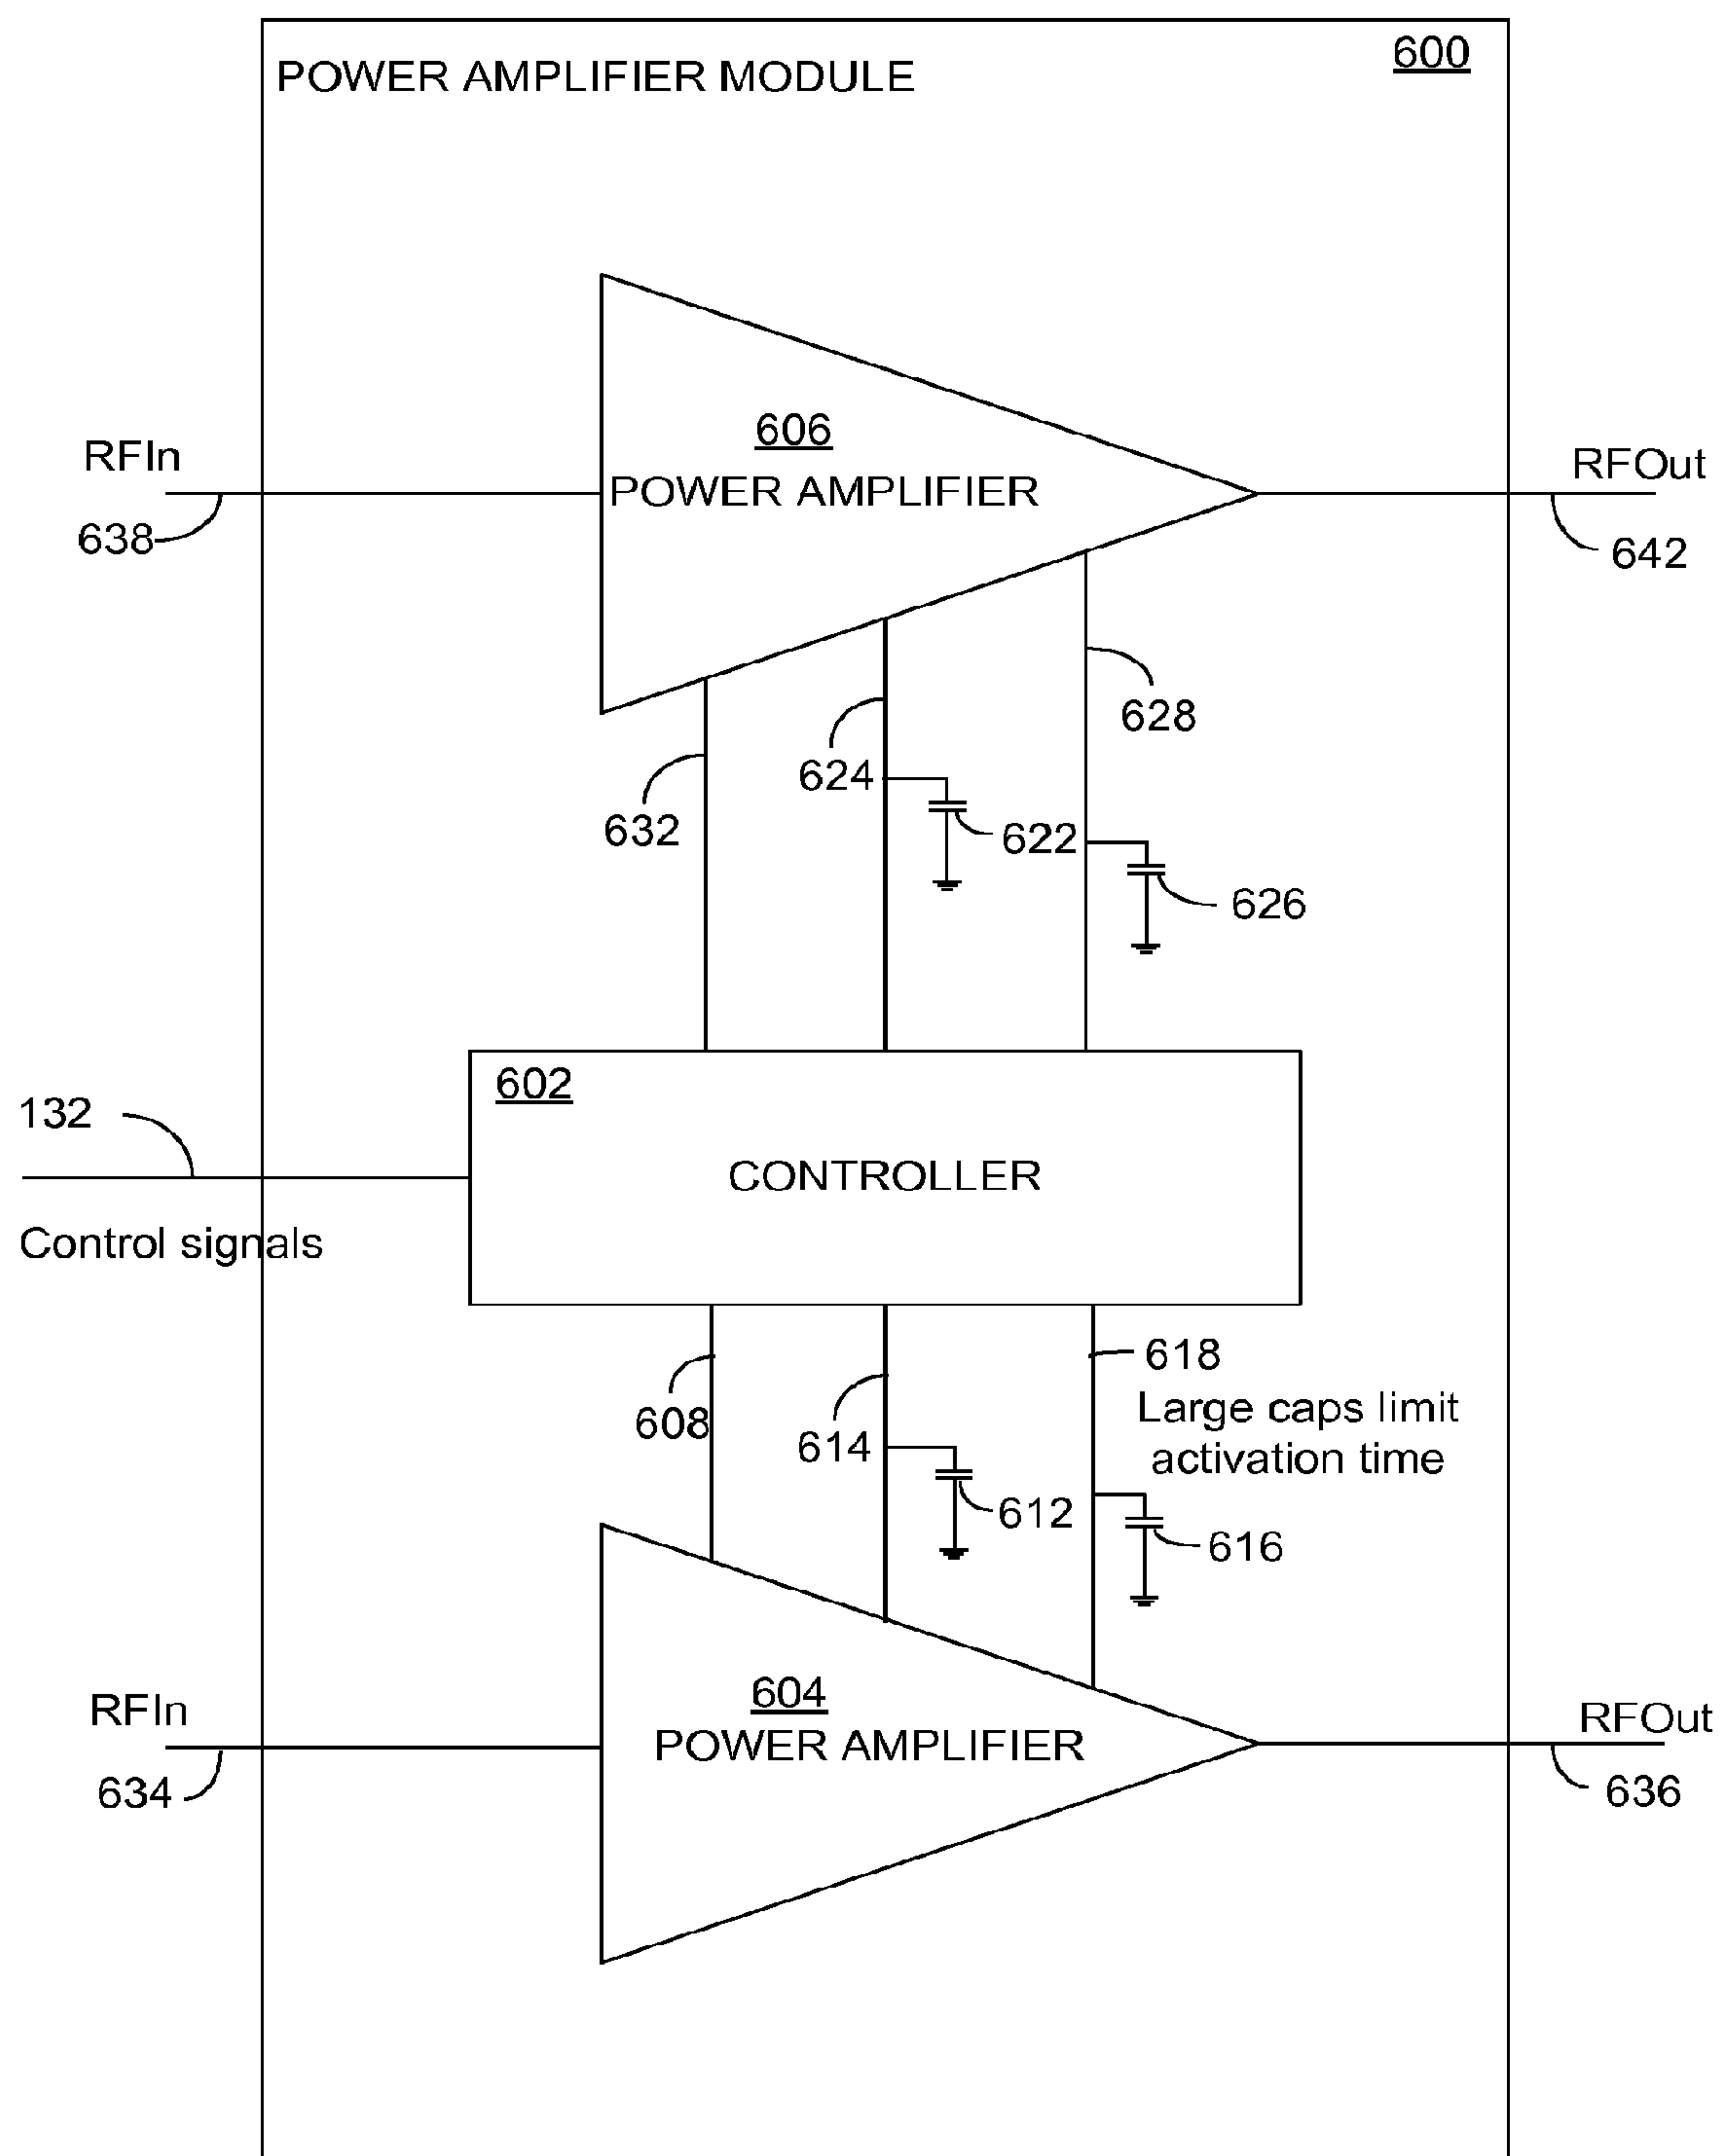 POWER AMPLIFIER MODULE
600
606
POWER AMPLIFIER
RFIn
638
RFOut
642
628
624
632
622
626
602
CONTROLLER
132
Control signals
618
Large caps limit
activation time
608
614
612
616
604
POWER AMPLIFIER
RFIn
634
RFOut
636